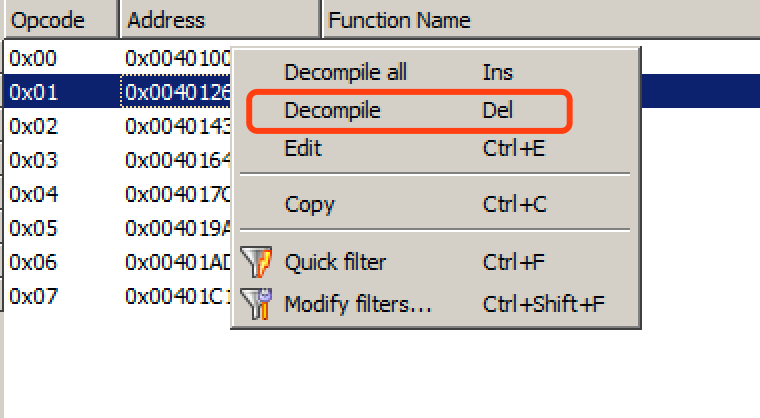 Opcode Address Function Name
0x00 0x0040100
Decompile all Ins
0x01 0x0040126
Decompile Del
0x02 0x0040143
Edit Ctrl+E
0x03 0x0040164
0x04 0x004017C
Copy Ctrl+C
0x05 0x004019A
0x06 0x00401AD
Quick filter Ctrl+F
0x07 0x00401C1
Modify filters... Ctrl+Shift+F